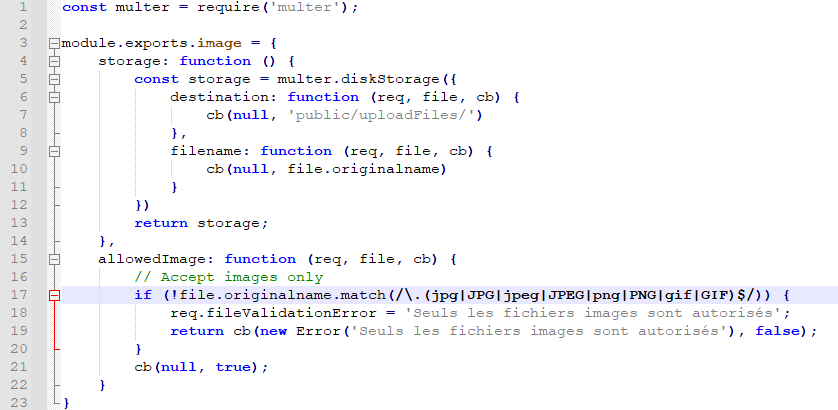 1 const multer = require('multer');
2
3 module.exports.image = {
4 storage: function () {
5 const storage = multer.diskStorage({
6 destination: function (req, file, cb) {
7 cb(null, 'public/uploadFiles/')
8 },
9 filename: function (req, file, cb) {
10 cb(null, file.originalname)
11 }
12 })
13 return storage;
14 },
15 allowedImage: function (req, file, cb) {
16 // Accept images only
17 if (!file.originalname.match(/\.(jpg|JPG|jpeg|JPEG|png|PNG|gif|GIF)$/)) {
18 req.fileValidationError = 'Seuls les fichiers images sont autorisés';
19 return cb(new Error('Seuls les fichiers images sont autorisés'), false);
20 }
21 cb(null, true);
22 }
23 }